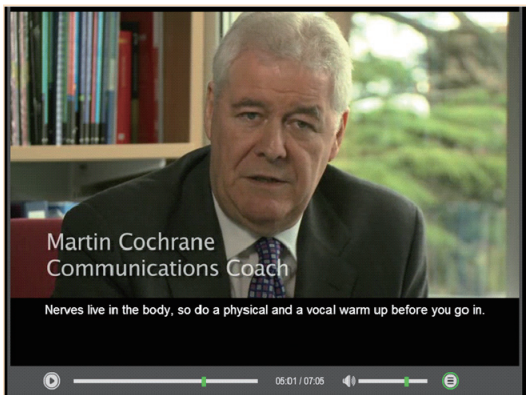 Martin Cochrane
Communications Coach
Nerves live in the body, so do a physical and a vocal warm up before you go in.
05:01 / 07:05